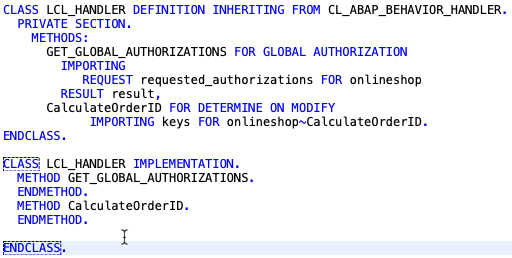 CLASS LCL_HANDLER DEFINITION INHERITING FROM CL_ABAP_BEHAVIOR_HANDLER.
PRIVATE SECTION.
METHODS:
GET_GLOBAL_AUTHORIZATIONS FOR GLOBAL AUTHORIZATION
IMPORTING
REQUEST requested_authorizations FOR onlineshop
RESULT result,
CalculateOrderID FOR DETERMINE ON MODIFY
IMPORTING keys FOR onlineshop~CalculateOrderID.
ENDCLASS.
CLASS LCL_HANDLER IMPLEMENTATION.
METHOD GET_GLOBAL_AUTHORIZATIONS.
ENDMETHOD.
METHOD CalculateOrderID.
ENDMETHOD.
ENDCLASS.